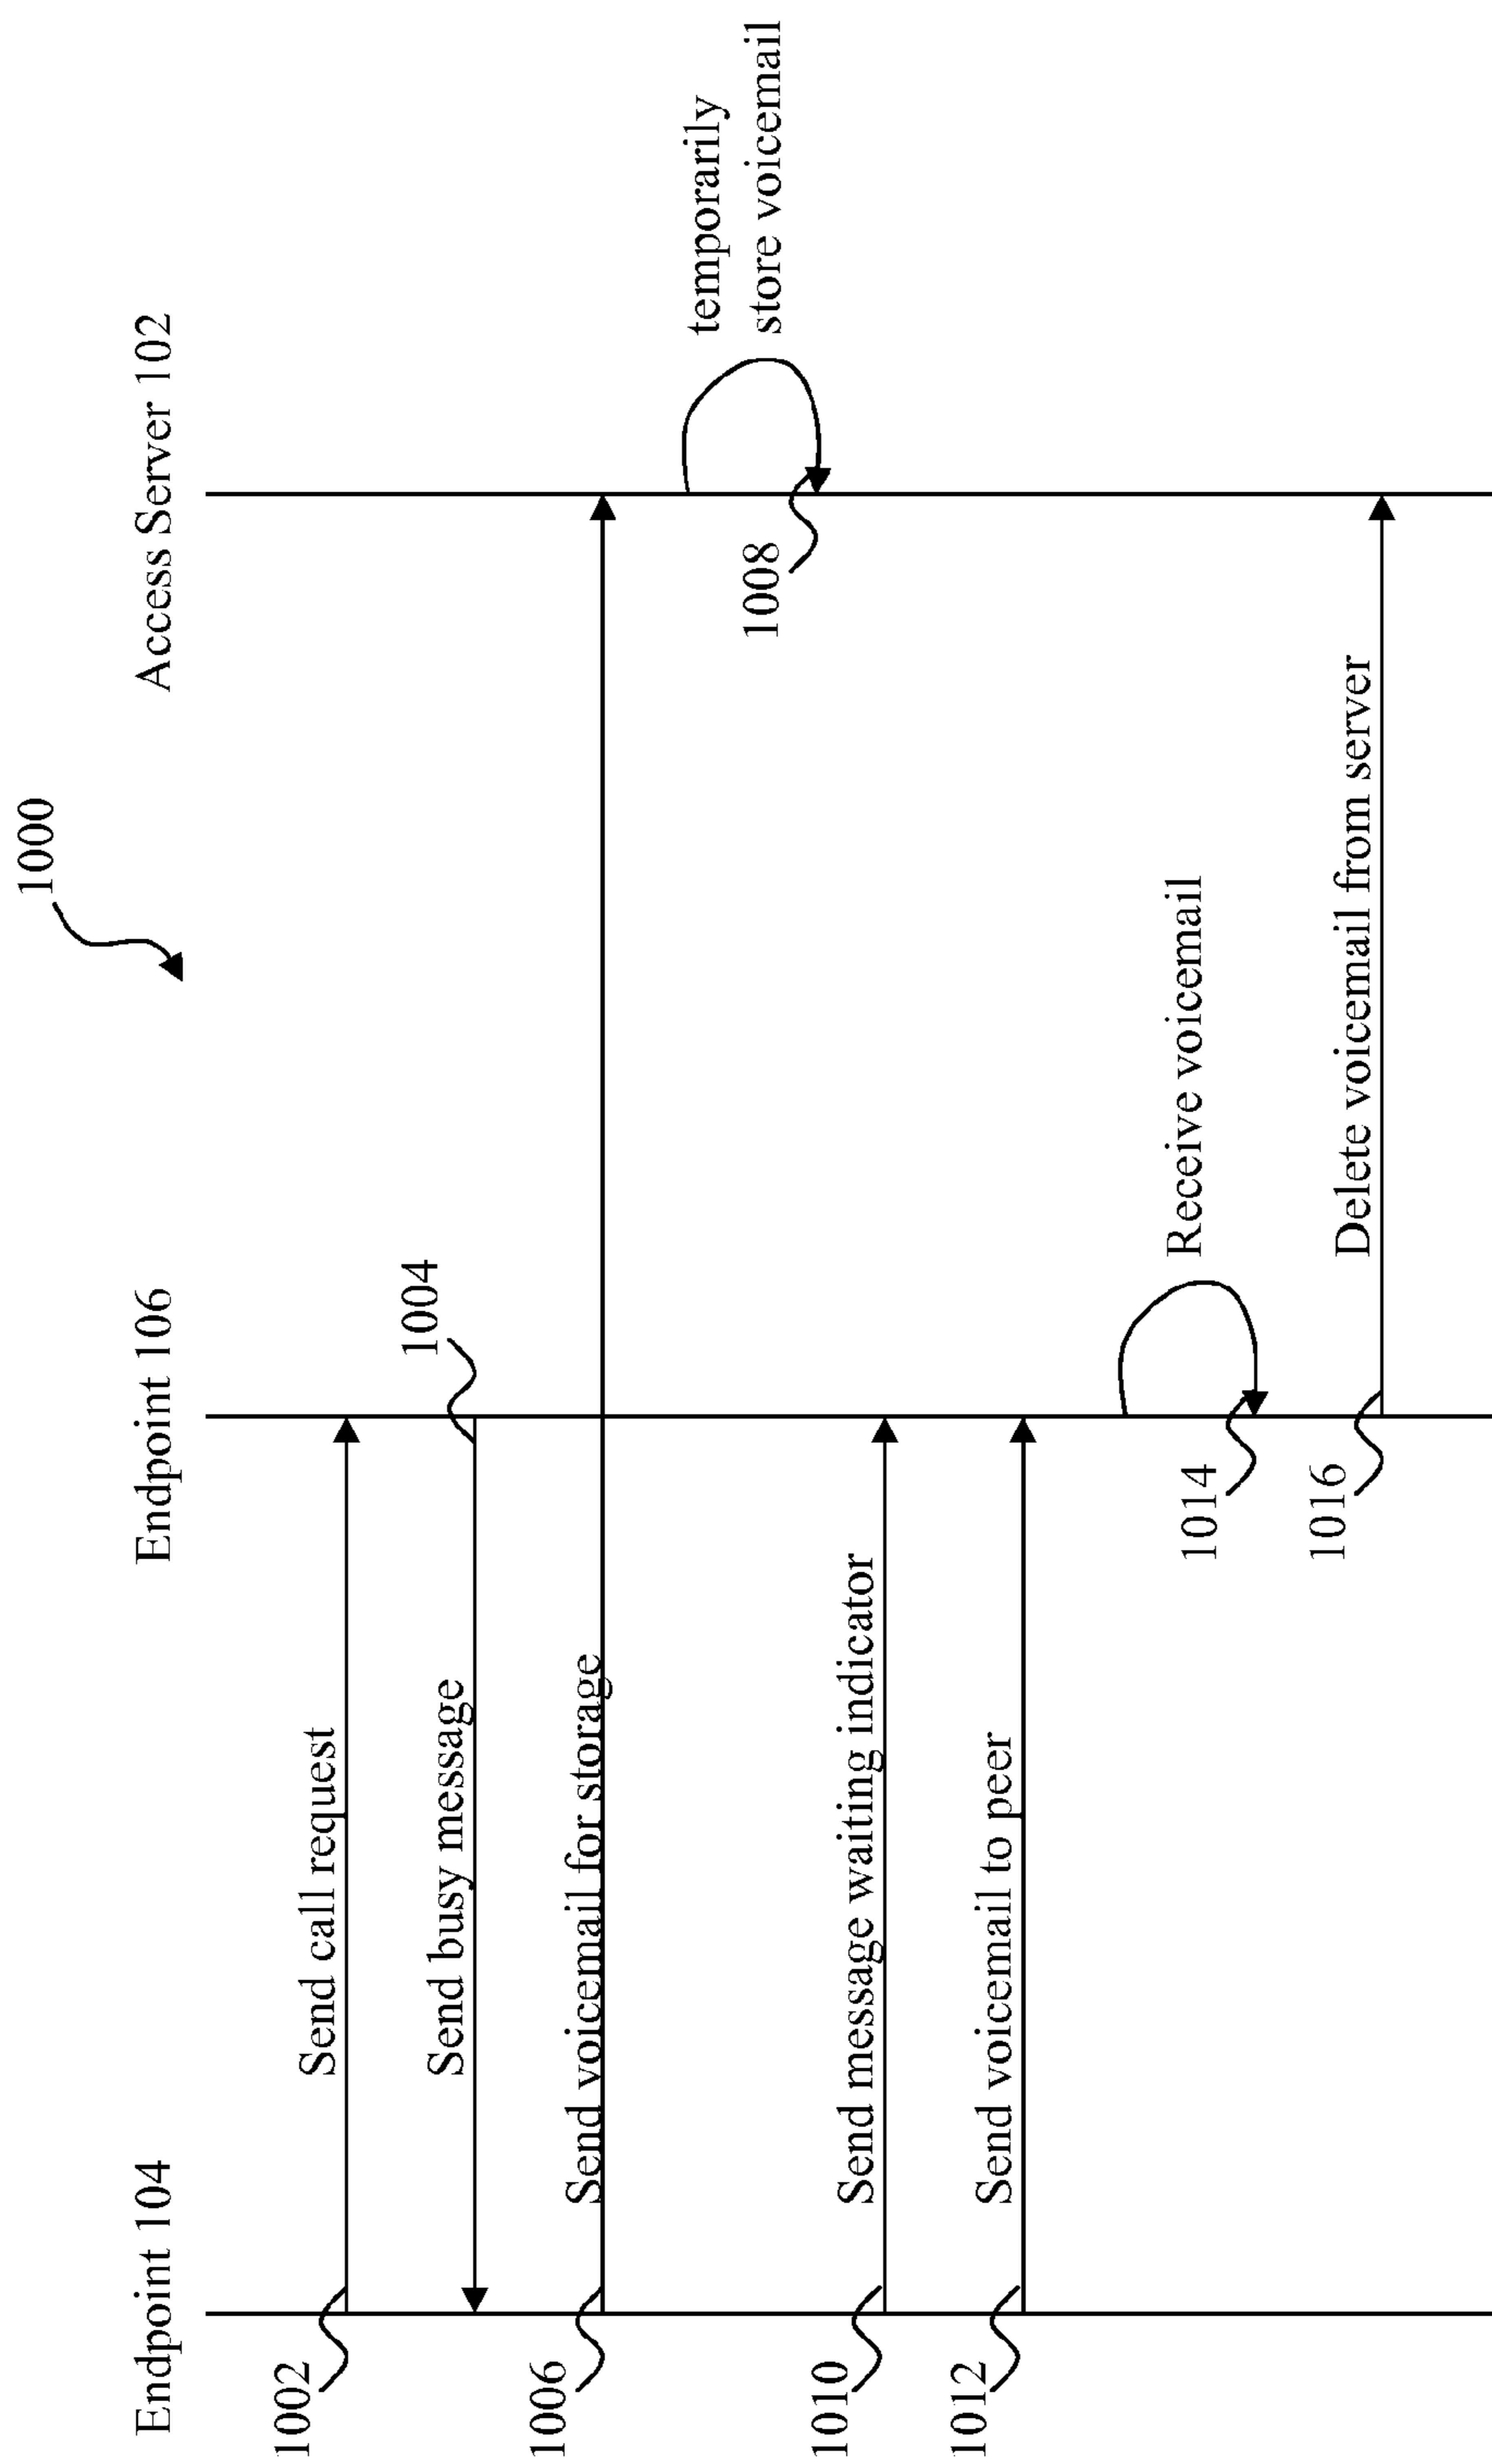 1000
Endpoint 104
Endpoint 106
Access Server 102
1002
Send call request
Send busy message
1004
1006
Send voicemail for storage
temporarily
store voicemail
1008
1010
Send message waiting indicator
1012
Send voicemail to peer
Receive voicemail
1014
1016
Delete voicemail from server